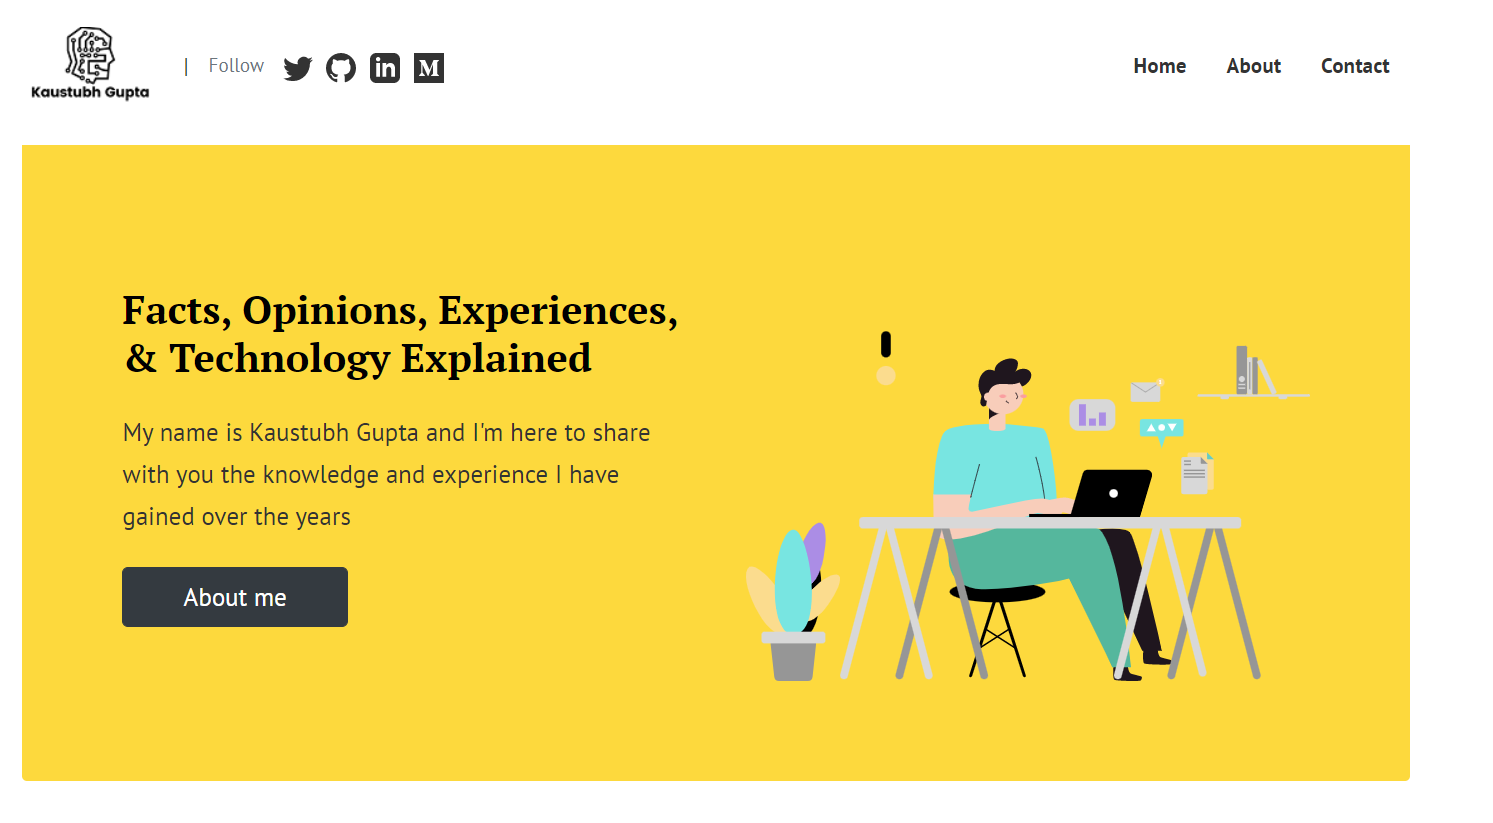 Kaustubh Gupta
| Follow
Home About Contact
Facts, Opinions, Experiences,
& Technology Explained
My name is Kaustubh Gupta and I'm here to share
with you the knowledge and experience I have
gained over the years
About me